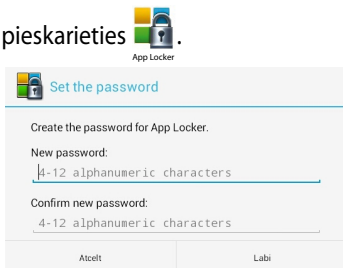 pieskarieties
App Locker
.
Set the password
Create the password for App Locker.
New password:
4-12 alphanumeric characters
Confirm new password:
4-12 alphanumeric characters
Atcelt
Labi